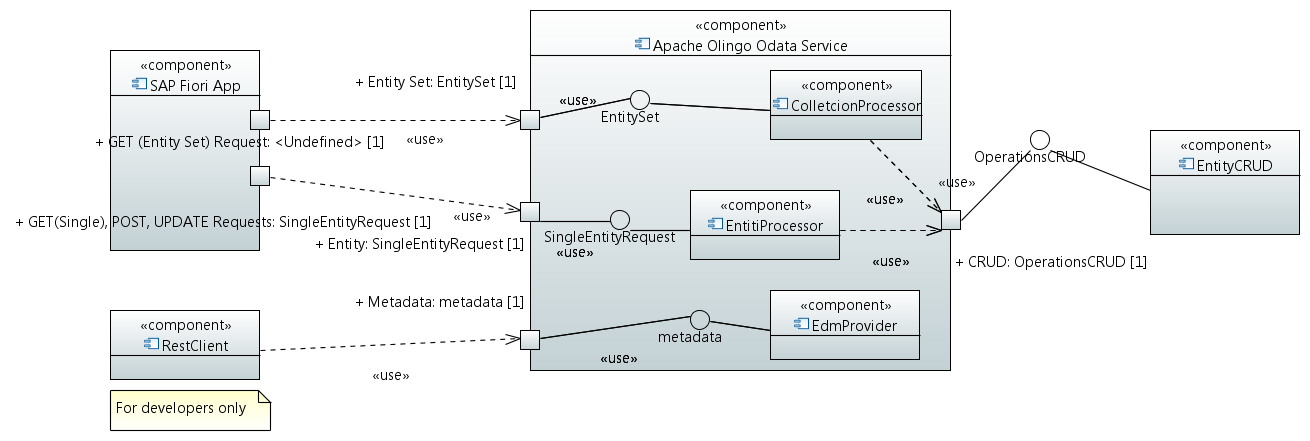 «component»
Apache Olingo Odata Service
«component»
SAP Fiori App
+ Entity Set: EntitySet [1]
«use»
EntitySet
«component»
ColletcionProcessor
+ GET (Entity Set) Request: <Undefined> [1]
«use»
OperationsCRUD
«component»
EntityCRUD
«use»
«use»
+ GET(Single), POST, UPDATE Requests: SingleEntityRequest [1]
«use»
+ Entity: SingleEntityRequest [1]
SingleEntityRequest
«use»
«component»
EntitiProcessor
«use»
+ CRUD: OperationsCRUD [1]
+ Metadata: metadata [1]
«component»
RestClient
metadata
«component»
EdmProvider
«use»
«use»
For developers only